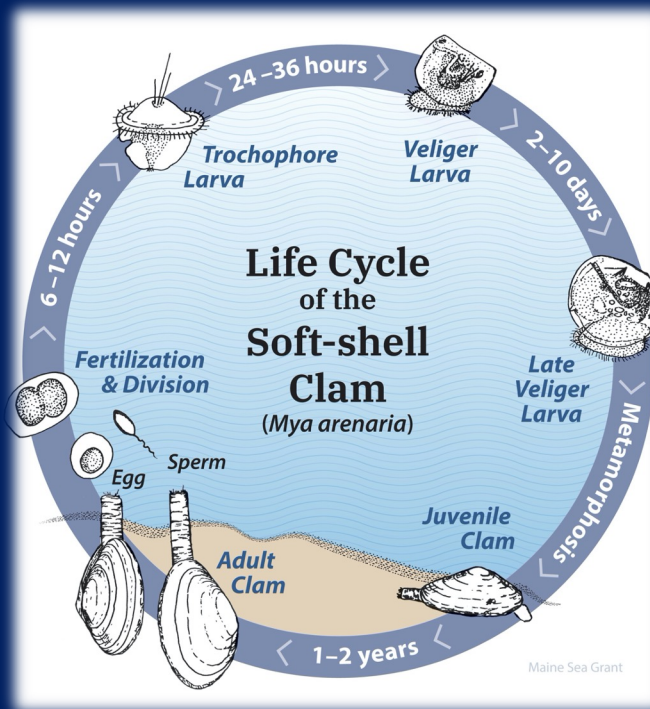 24–36 hours
Trochophore
Larva
Veliger
Larva
2–10 days
6–12 hours
Life Cycle
of the
Soft-shell
Clam
(Mya arenaria)
Fertilization
& Division
Late
Veliger
Larva
Metamorphosis
Egg
Sperm
Juvenile
Clam
Adult
Clam
1–2 years
Maine Sea Grant